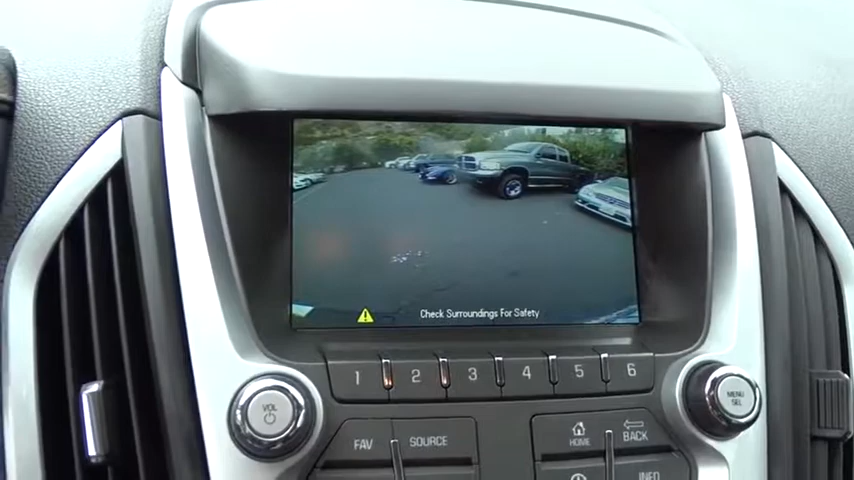 Check Surroundings For Safety
1 2 3 4 5 6
VOL
MENU
SEL
FAV SOURCE
BACK
HOME
INFO